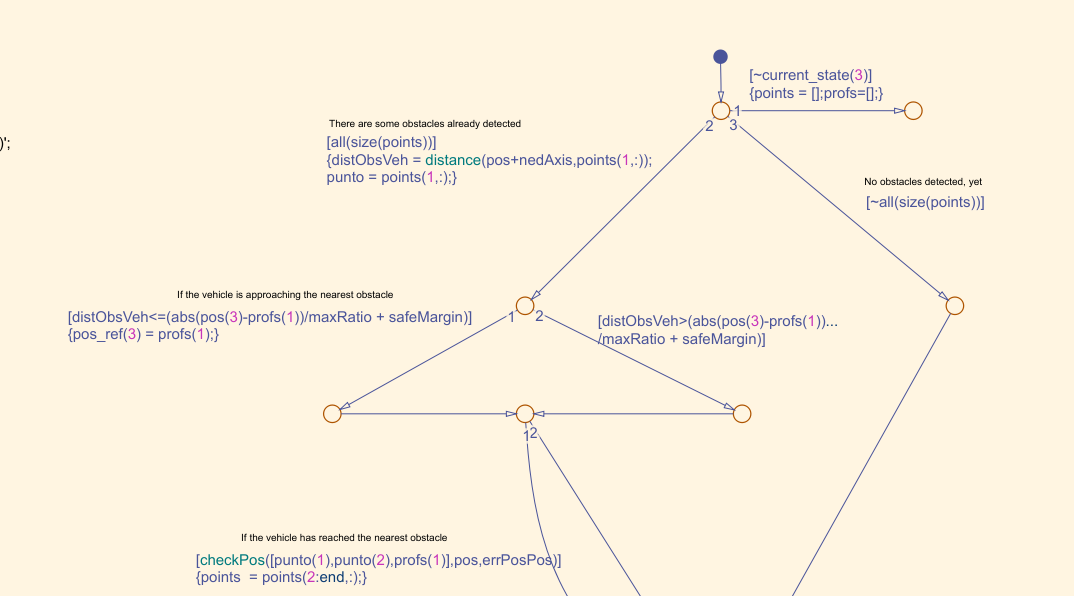 [~current_state(3)]
{points = [];profs=[];}
1
2
3
)';
There are some obstacles already detected
[all(size(points))]
{distObsVeh = distance(pos+nedAxis,points(1,:));
punto = points(1,:);}
No obstacles detected, yet
[~all(size(points))]
If the vehicle is approaching the nearest obstacle
[distObsVeh<=(abs(pos(3)-profs(1))/maxRatio + safeMargin)]
{pos_ref(3) = profs(1);}
1
2
[distObsVeh>(abs(pos(3)-profs(1))...
/maxRatio + safeMargin)]
1
2
If the vehicle has reached the nearest obstacle
[checkPos([punto(1),punto(2),profs(1)],pos,errPosPos)]
{points  = points(2:end,:);}